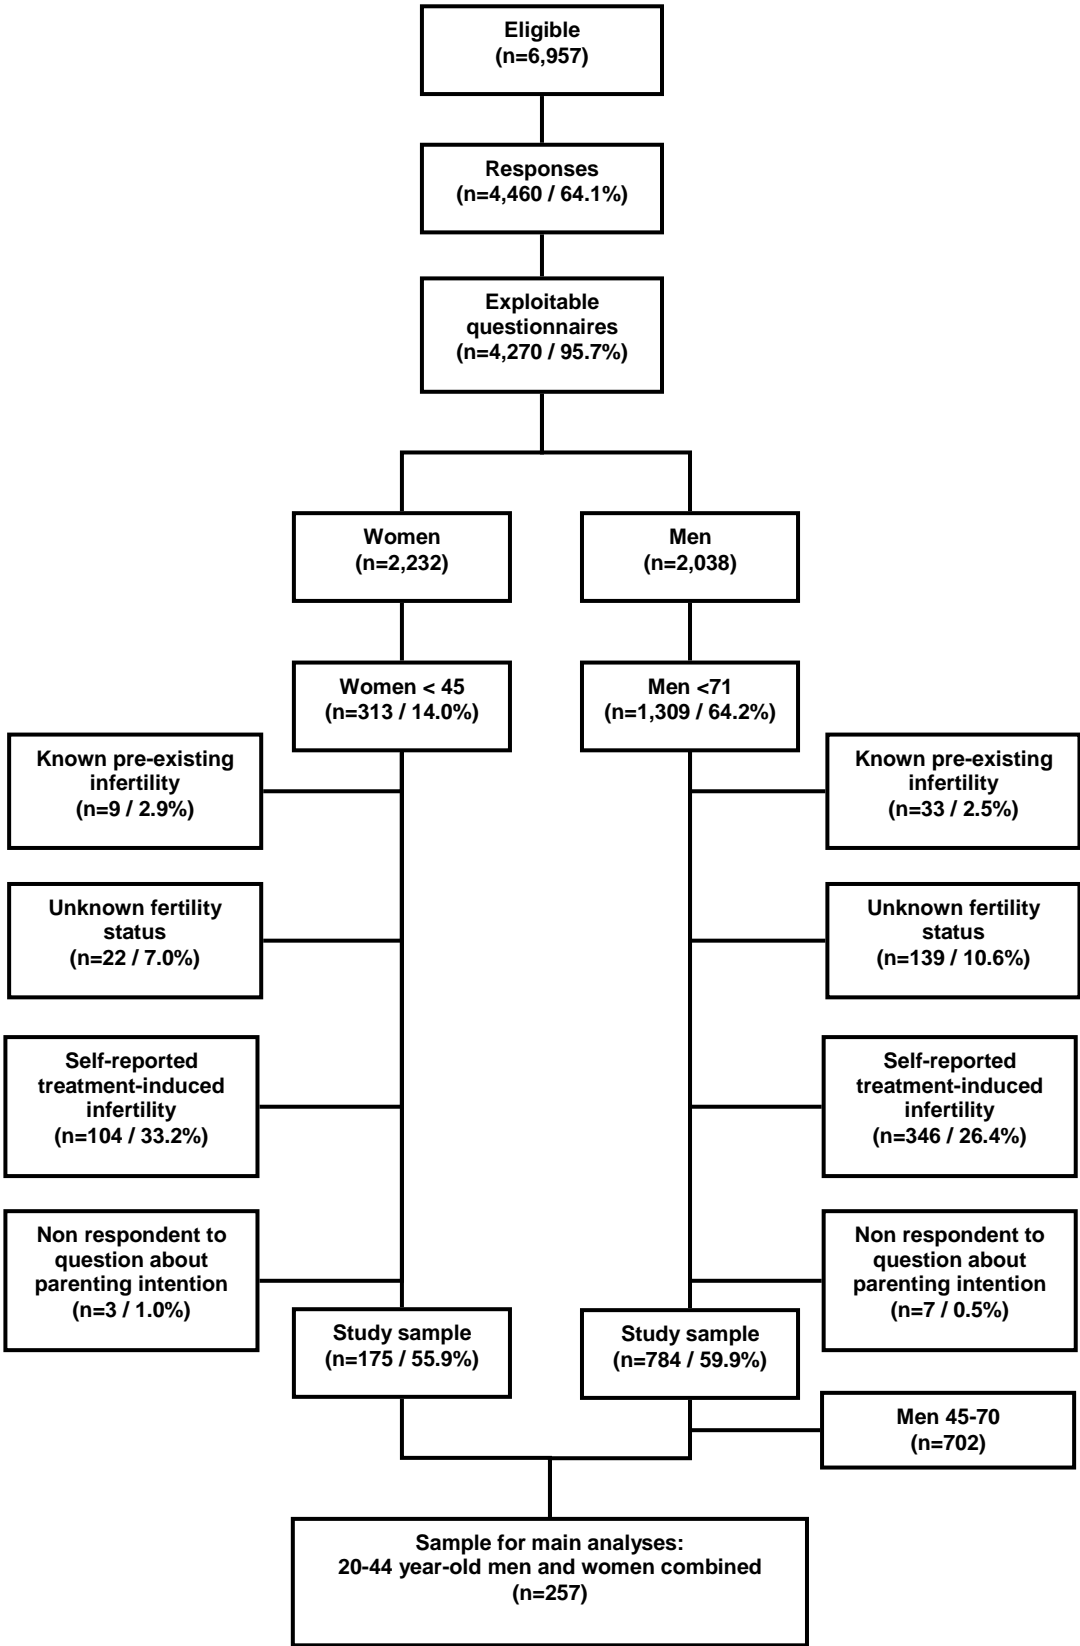 Eligible
(n=6,957)
Responses
(n=4,460 / 64.1%)
Exploitable
questionnaires
(n=4,270 / 95.7%)
Women
(n=2,232)
Men
(n=2,038)
Women < 45
(n=313 / 14.0%)
Men <71
(n=1,309 / 64.2%)
Known pre-existing
infertility
(n=9 / 2.9%)
Known pre-existing
infertility
(n=33 / 2.5%)
Unknown fertility
status
(n=22 / 7.0%)
Unknown fertility
status
(n=139 / 10.6%)
Self-reported
treatment-induced
infertility
(n=104 / 33.2%)
Self-reported
treatment-induced
infertility
(n=346 / 26.4%)
Non respondent to
question about
parenting intention
(n=3 / 1.0%)
Non respondent to
question about
parenting intention
(n=7 / 0.5%)
Study sample
(n=175 / 55.9%)
Study sample
(n=784 / 59.9%)
Men 45-70
(n=702)
Sample for main analyses:
20-44 year-old men and women combined
(n=257)